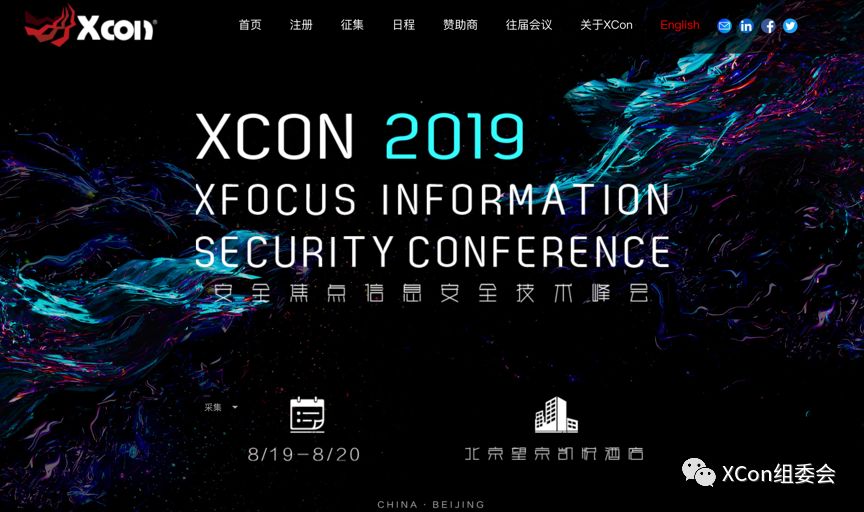 Xcon®
首页 注册 征集 日程 赞助商 往届会议 关于XCon English
XCON 2019
XFOCUS INFORMATION
SECURITY CONFERENCE
安全焦点信息安全技术峰会
采集
8/19-8/20
北京望京凯悦酒店
XCon组委会
CHINA · BEIJING